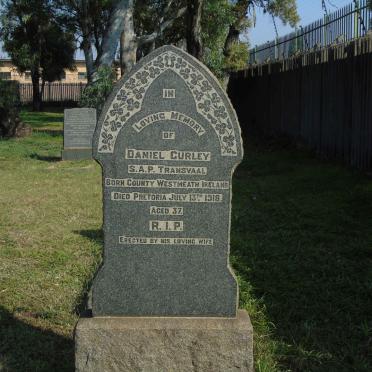 IN
LOVING MEMORY
OF
DANIEL CURLEY
S.A.P. TRANSVAAL
BORN COUNTY WESTMEATH IRELAND
DIED PRETORIA JULY 13TH 1918
AGED 37
R.I.P.
ERECTED BY HIS LOVING WIFE